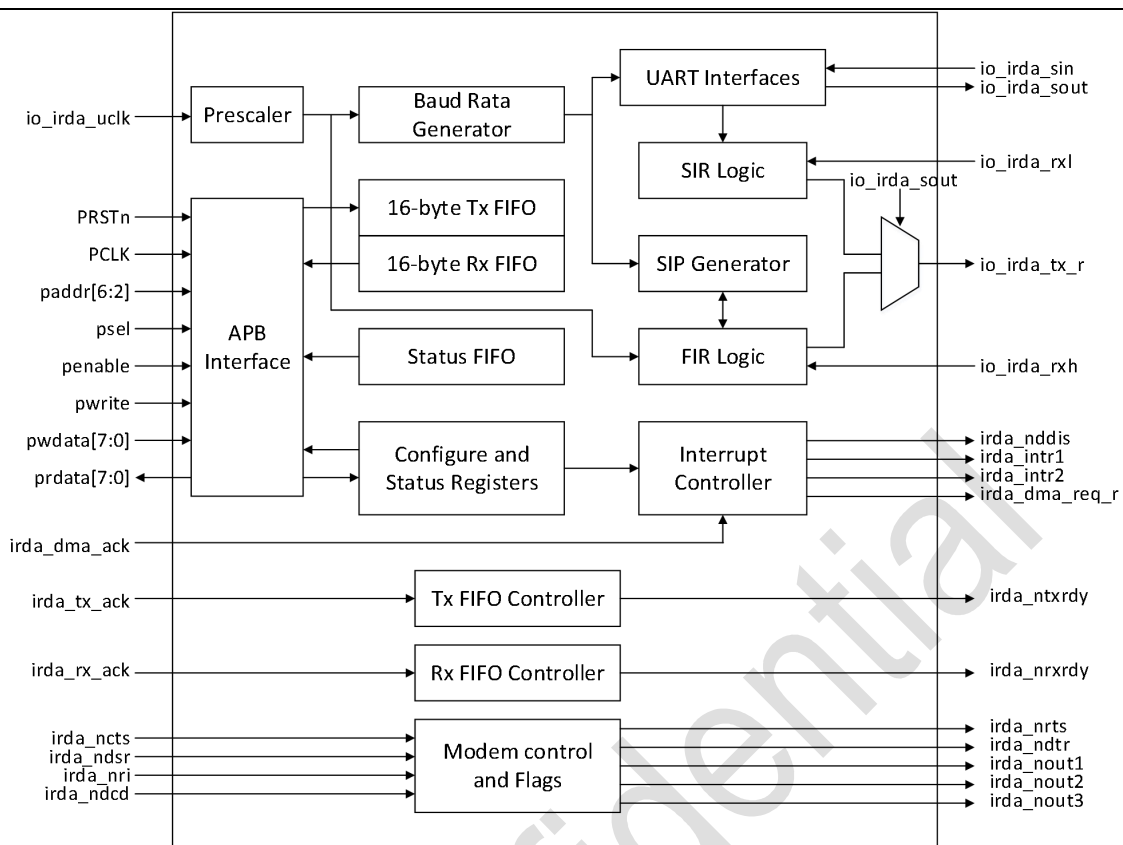 io_irda_uclk
PRSTn
PCLK
paddr[6:2]
psel
penable
pwrite
pwdata[7:0]
prdata[7:0]
irda_dma_ack
irda_tx_ack
irda_rx_ack
irda_ncts
irda_ndsr
irda_nri
irda_ndcd
Prescaler
APB
Interface
Baud Rata
Generator
16-byte Tx FIFO
16-byte Rx FIFO
Status FIFO
Configure and
Status Registers
Tx FIFO Controller
Rx FIFO Controller
Modem control
and Flags
UART Interfaces
SIR Logic
SIP Generator
FIR Logic
Interrupt
Controller
io_irda_sout
io_irda_sin
io_irda_sout
io_irda_rxl
io_irda_tx_r
io_irda_rxh
irda_nddis
irda_intr1
irda_intr2
irda_dma_req_r
irda_ntxrdy
irda_nrxrdy
irda_nrts
irda_ndtr
irda_nout1
irda_nout2
irda_nout3